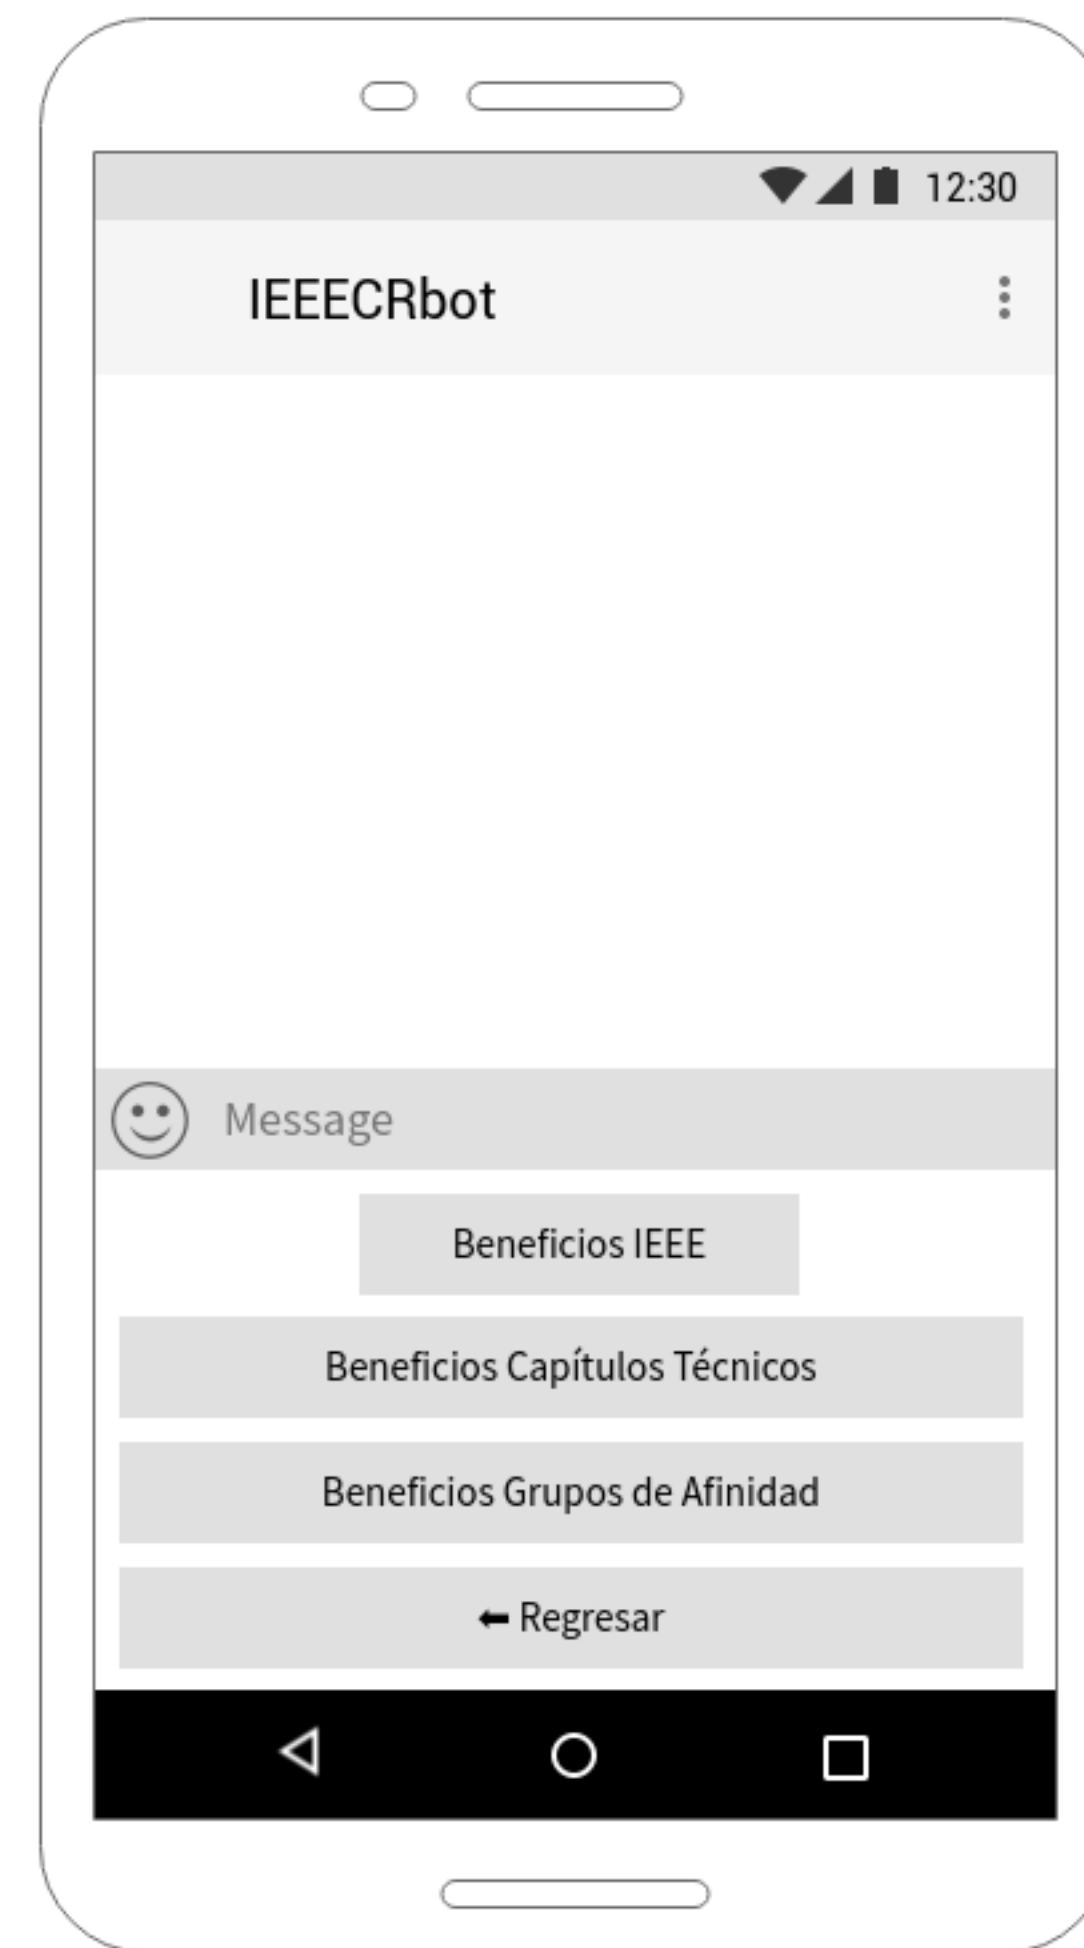 12:30
IEEECRbot
Message
Beneficios IEEE
Beneficios Capítulos Técnicos
Beneficios Grupos de Afinidad
⬅ Regresar